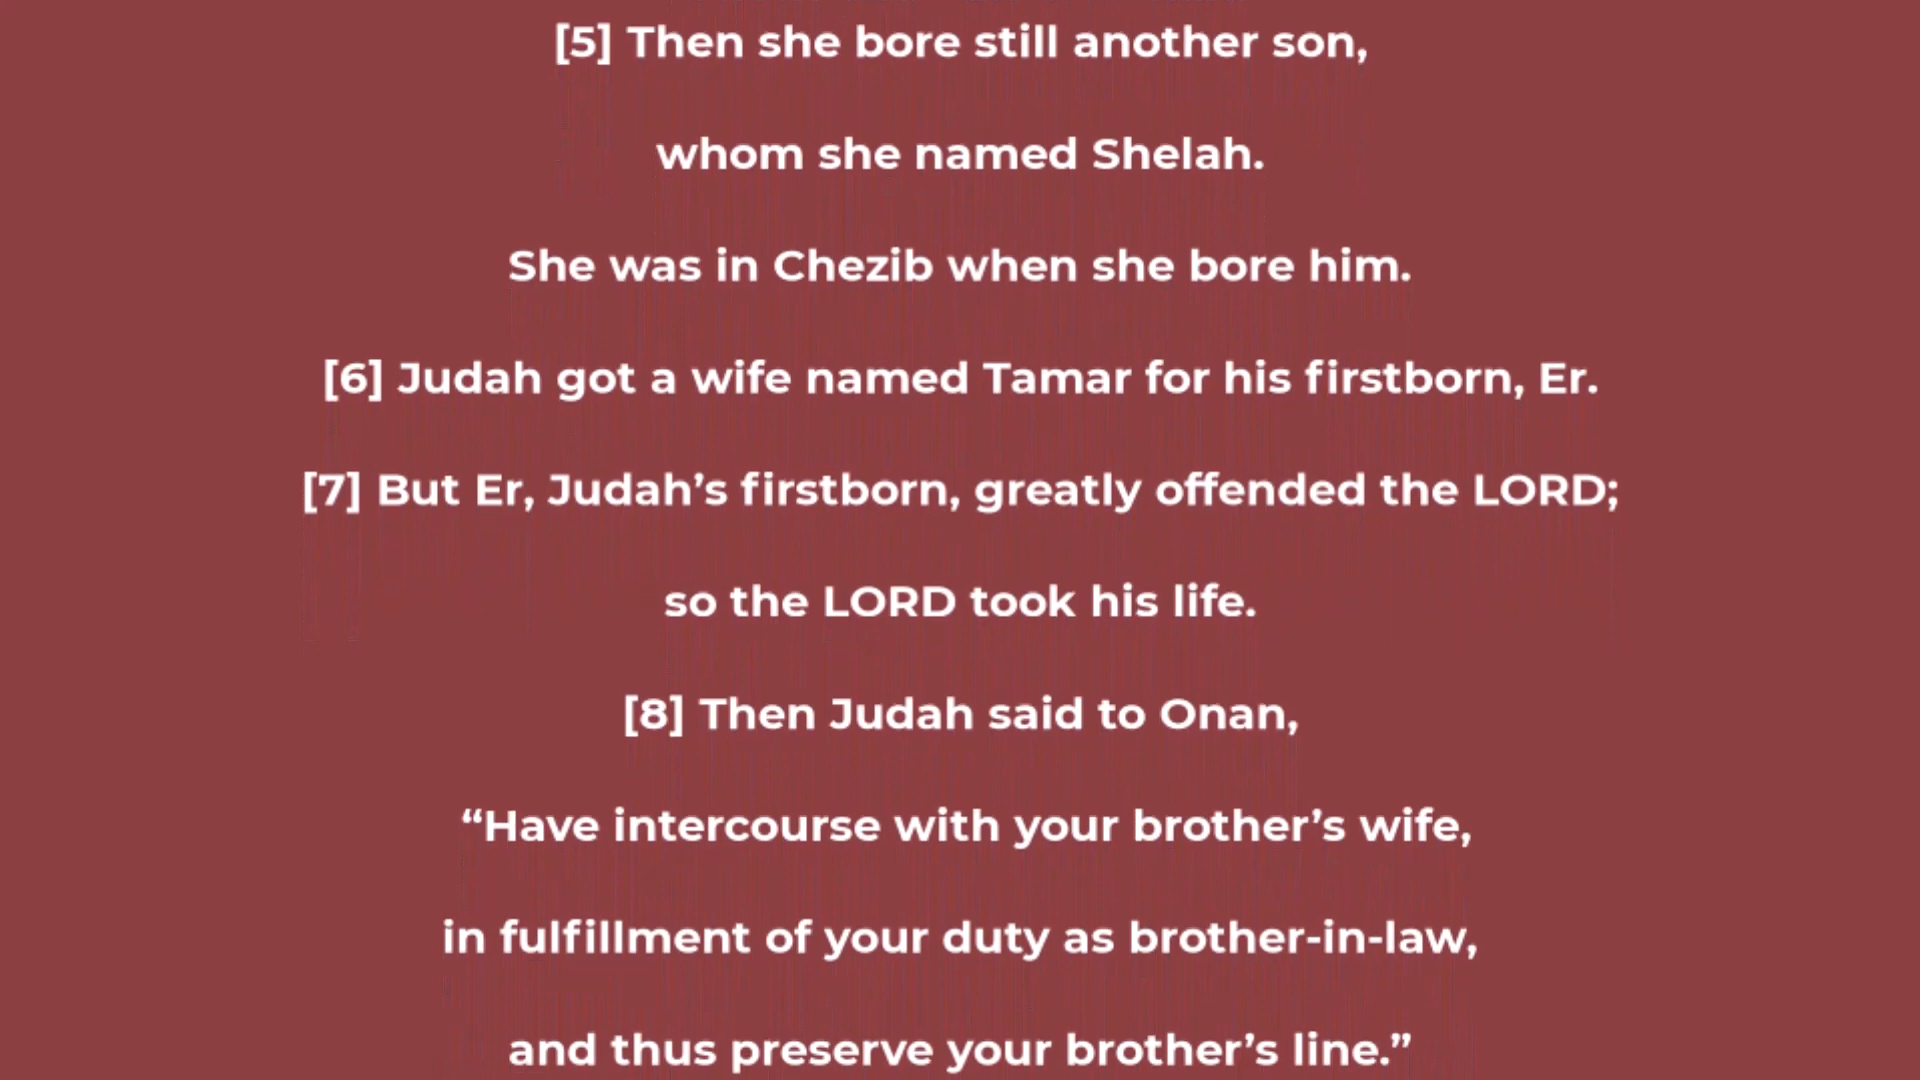 [5] Then she bore still another son,
whom she named Shelah.
She was in Chezib when she bore him.
[6] Judah got a wife named Tamar for his firstborn, Er.
[7] But Er, Judah’s firstborn, greatly offended the LORD;
so the LORD took his life.
[8] Then Judah said to Onan,
“Have intercourse with your brother’s wife,
in fulfillment of your duty as brother-in-law,
and thus preserve your brother’s line.”